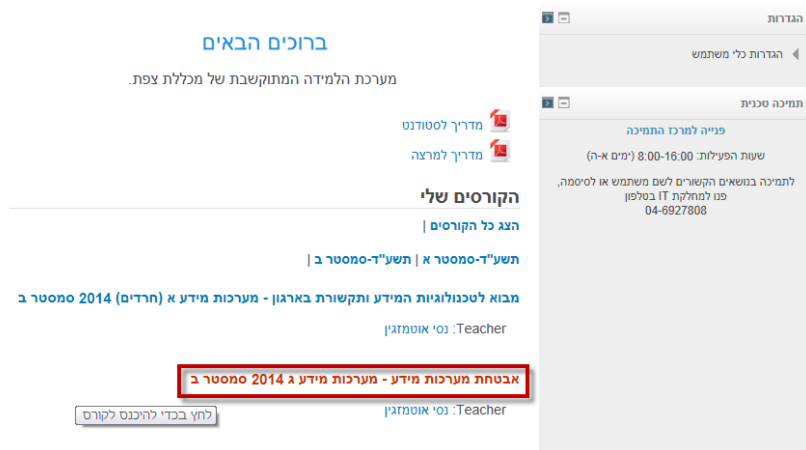 הגדרות
הגדרות כלי משתמש
תמיכה טכנית
פנייה למרכז התמיכה
שעות הפעילות: 8:00-16:00 (ימים א-ה)
לתמיכה בנושאים הקשורים לשם משתמש או לסיסמה,
פנו למחלקת IT בטלפון
04-6927808
ברוכים הבאים
מערכת הלמידה המתוקשבת של מכללת צפת.
מדריך לסטודנט
מדריך למרצה
הקורסים שלי
הצג כל הקורסים |
תשע"ד-סמסטר א | תשע"ד-סמסטר ב |
מבוא לטכנולוגיות המידע ותקשורת בארגון - מערכות מידע א (חרדים) 2014 סמסטר ב
Teacher: נסי אוטמזגין
אבטחת מערכות מידע - מערכות מידע ג 2014 סמסטר ב
Teacher: נסי אוטמזגין
לחץ בכדי להיכנס לקורס